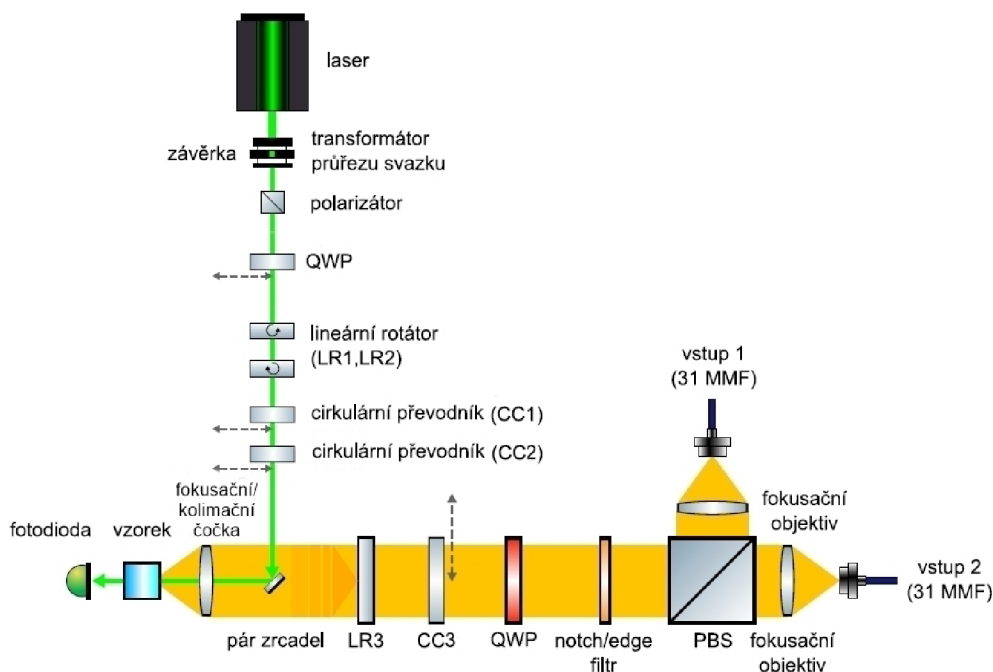 laser
závěrka
transformátor
průřezu svazku
polarizátor
QWP
lineární rotátor
(LR1,LR2)
cirkulární převodník (CC1)
cirkulární převodník (CC2)
vstup 1
(31 MMF)
fokusační/
kolimační
čočka
fotodioda
vzorek
fokusační
objektiv
vstup 2
(31 MMF)
pár zrcadel
LR3
CC3
QWP
notch/edge
filtr
PBS
fokusační
objektiv